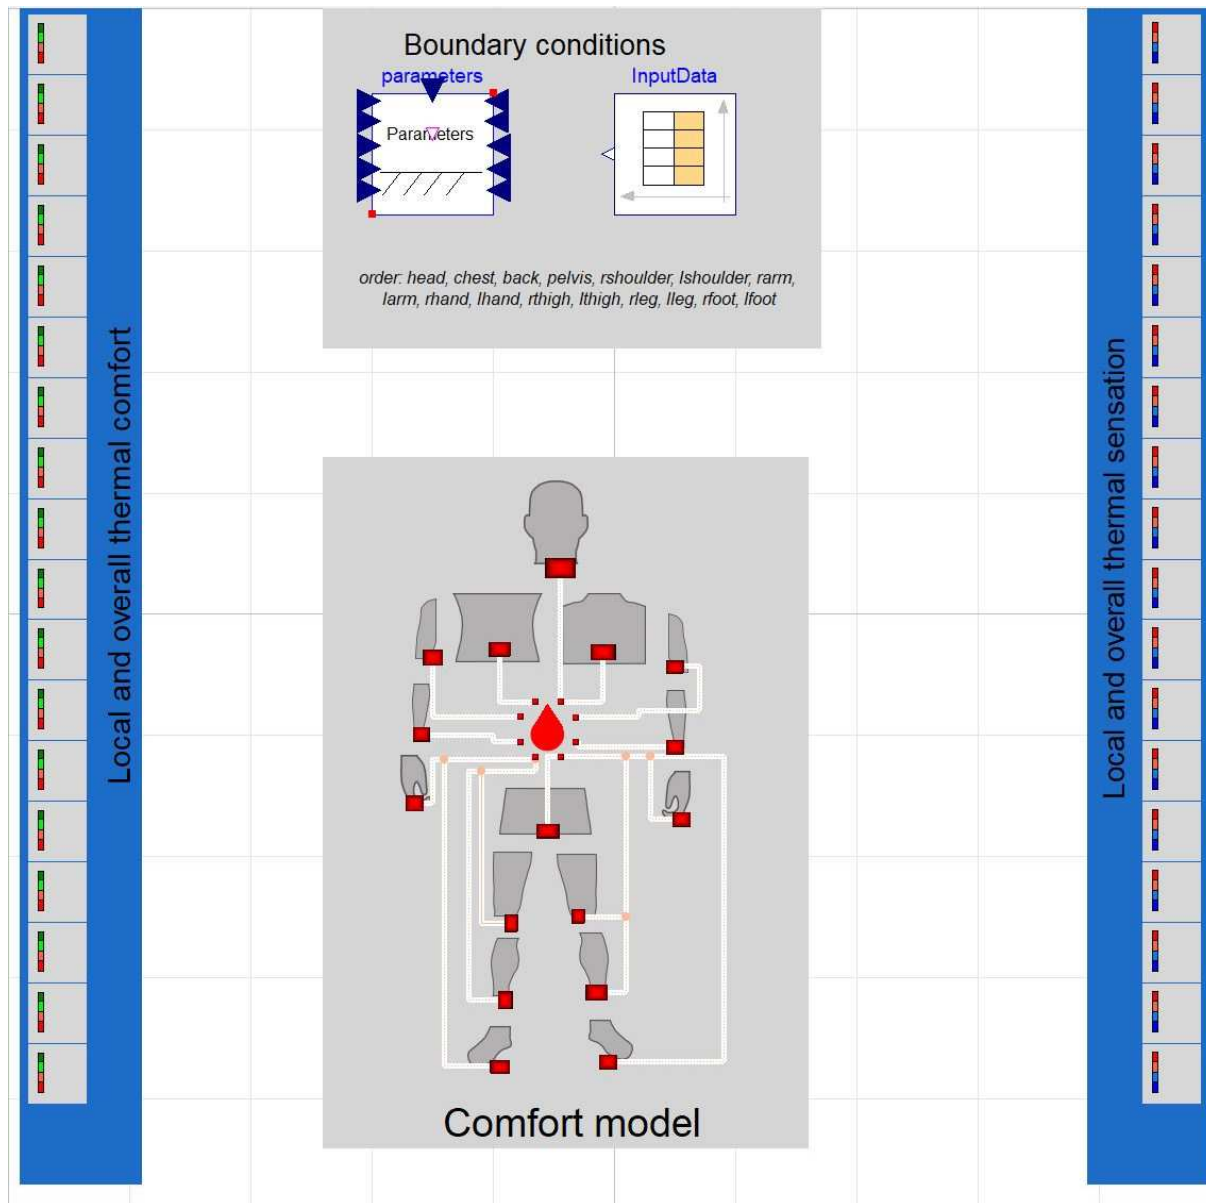 Boundary conditions
parameters
InputData
Parameters
order: head, chest, back, pelvis, rshoulder, lshoulder, rarm,
larm, rhand, lhand, rthigh, lthigh, rleg, lleg, rfoot, lfoot
Local and overall thermal comfort
Local and overall thermal sensation
Comfort model